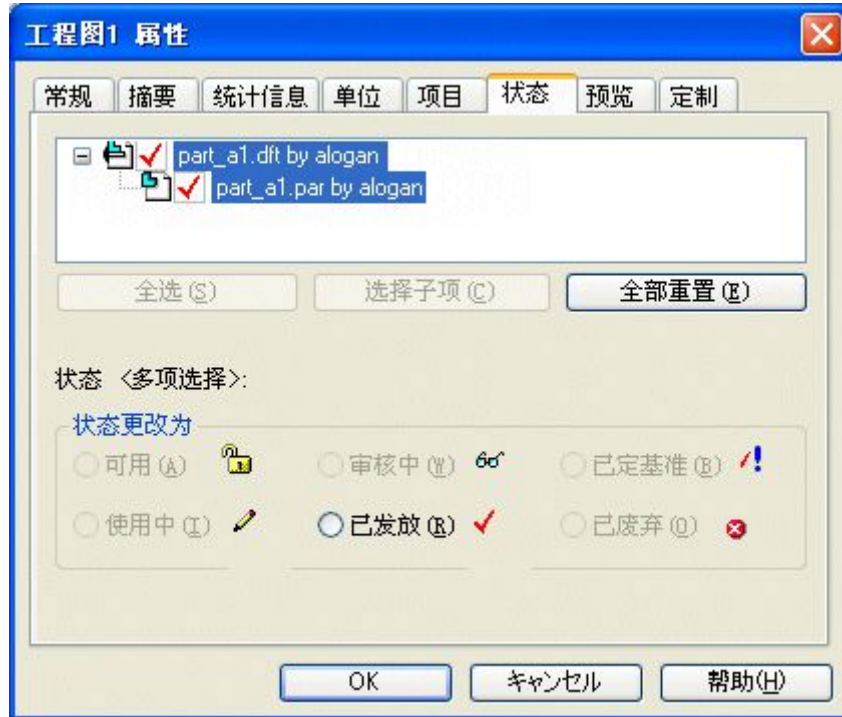 工程图1 属性
常规 摘要 统计信息 单位 项目 状态 预览 定制
part_a1.dft by alogan
part_a1.par by alogan
全选(S) 选择子项(C) 全部重置(E)
状态 <多项选择>:
状态更改为
可用(A) 审核中(W) 已定基准(B)
使用中(I) 已发放(R) 已废弃(O)
OK キャンセル 帮助(H)